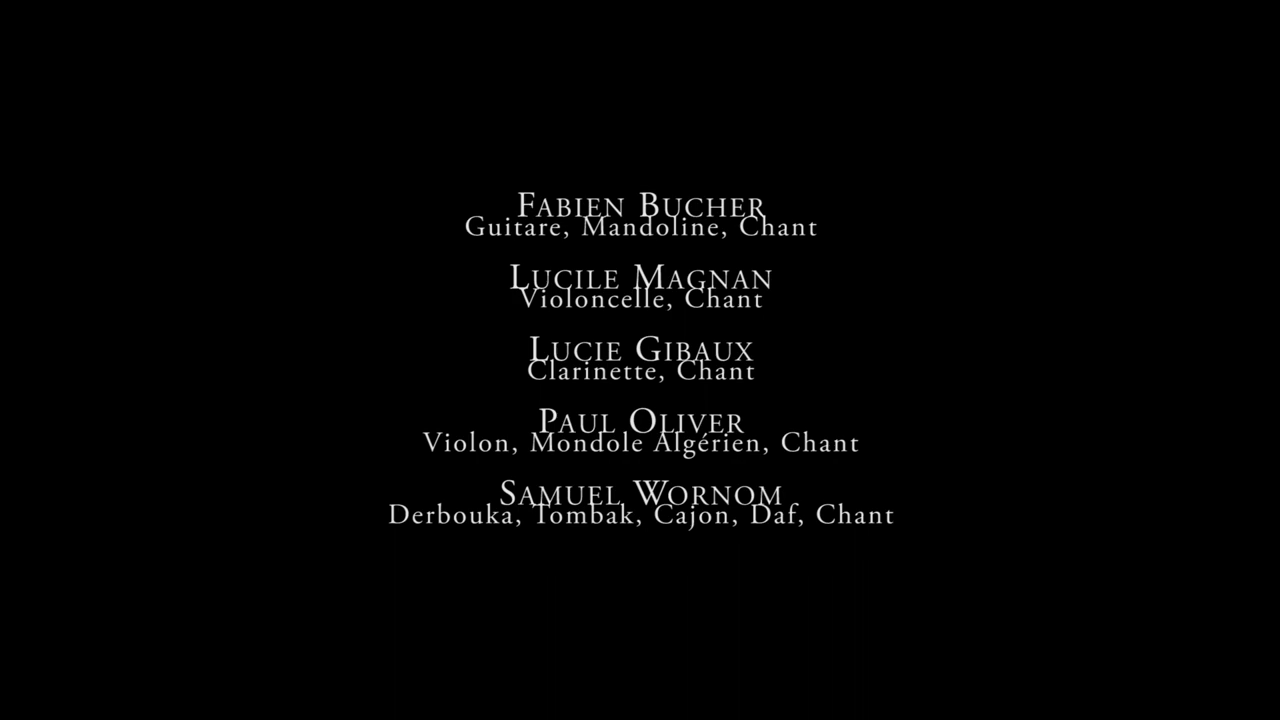 Fabien Bucher
Guitare, Mandoline, Chant
Lucile Magnan
Violoncelle, Chant
Lucie Gibaux
Clarinette, Chant
Paul Oliver
Violon, Mondole Algérien, Chant
Samuel Wornom
Derbouka, Tombak, Cajon, Daf, Chant